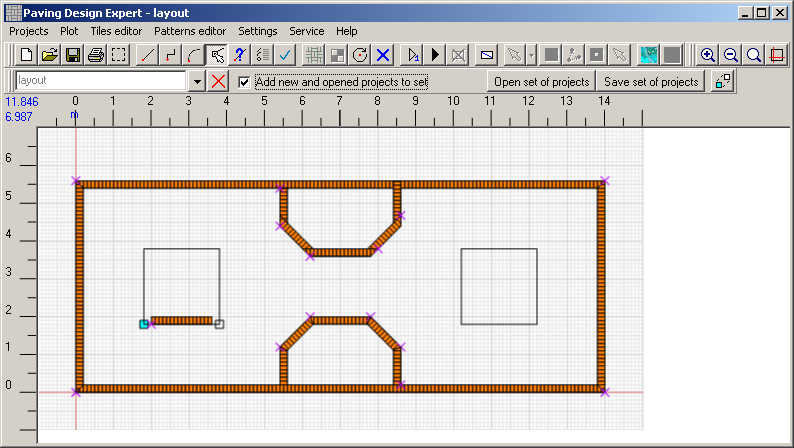 Paving Design Expert - layout
Projects Plot Tiles editor Patterns editor Settings Service Help
layout Add new and opened projects to set Open set of projects Save set of projects
11.846 0 1 2 3 4 5 6 7 8 9 10 11 12 13 14
6.987 m
6
5
4
3
2
1
0